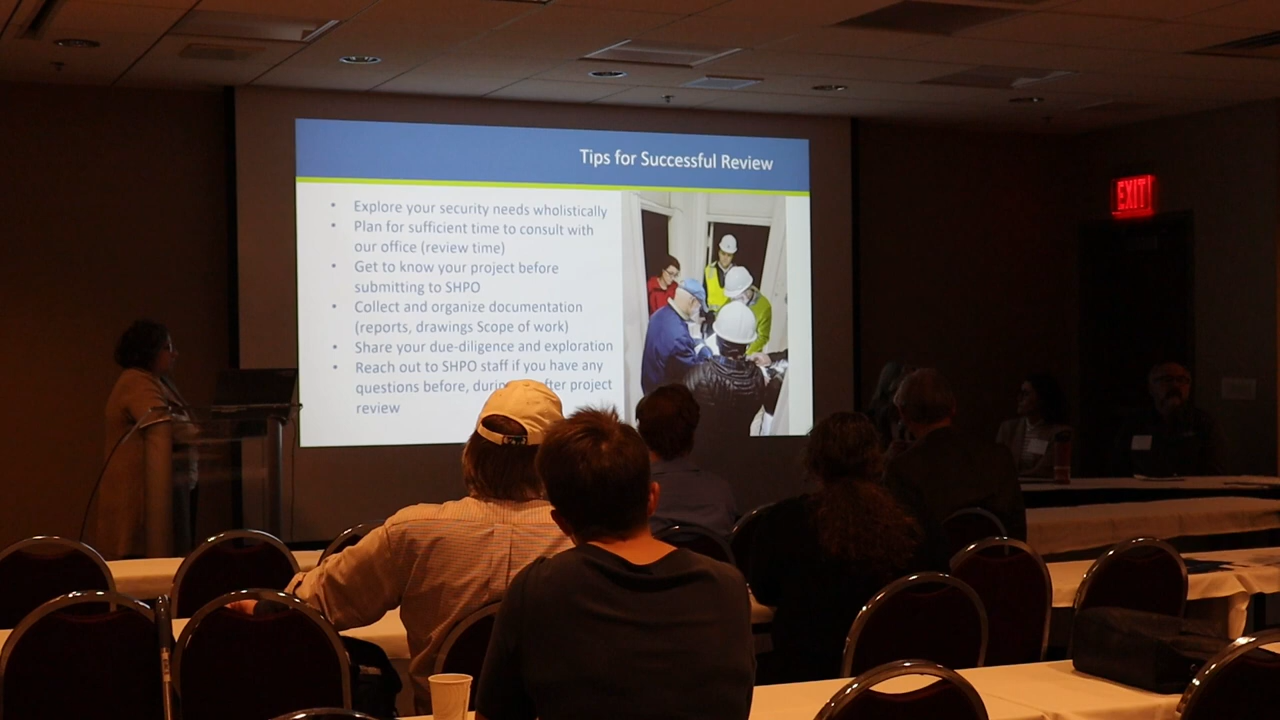 Tips for Successful Review
• Explore your security needs wholistically
• Plan for sufficient time to consult with
our office (review time)
• Get to know your project before
submitting to SHPO
• Collect and organize documentation
(reports, drawings Scope of work)
• Share your due-diligence and exploration
• Reach out to SHPO staff if you have any
questions before, project
review
EXIT